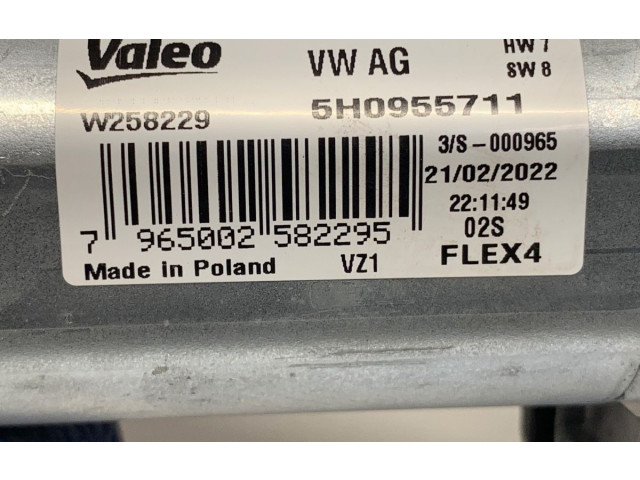 Valeo
VW AG
HW 7
SW 8
W258229
5H0955711
3/S-000965
21/02/2022
22:11:49
02S
7 965002 582295
Made in Poland
VZ1
FLEX4